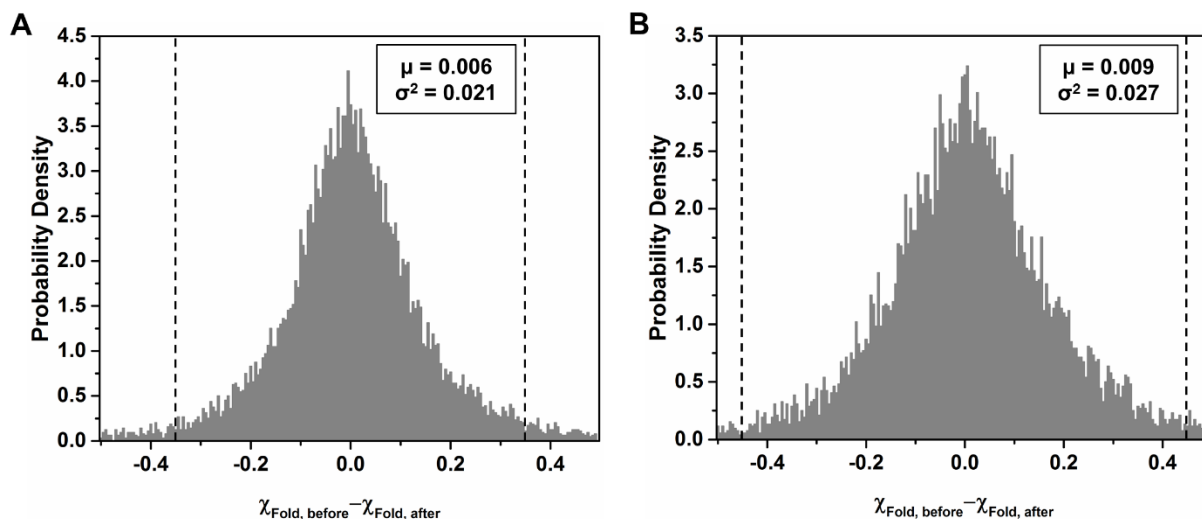 A
μ = 0.006
σ² = 0.021
Probability Density
4.5
4.0
3.5
3.0
2.5
2.0
1.5
1.0
0.5
0.0
-0.4
-0.2
0.0
0.2
0.4
χFold, before−χFold, after
B
μ = 0.009
σ² = 0.027
Probability Density
3.5
3.0
2.5
2.0
1.5
1.0
0.5
0.0
-0.4
-0.2
0.0
0.2
0.4
χFold, before−χFold, after